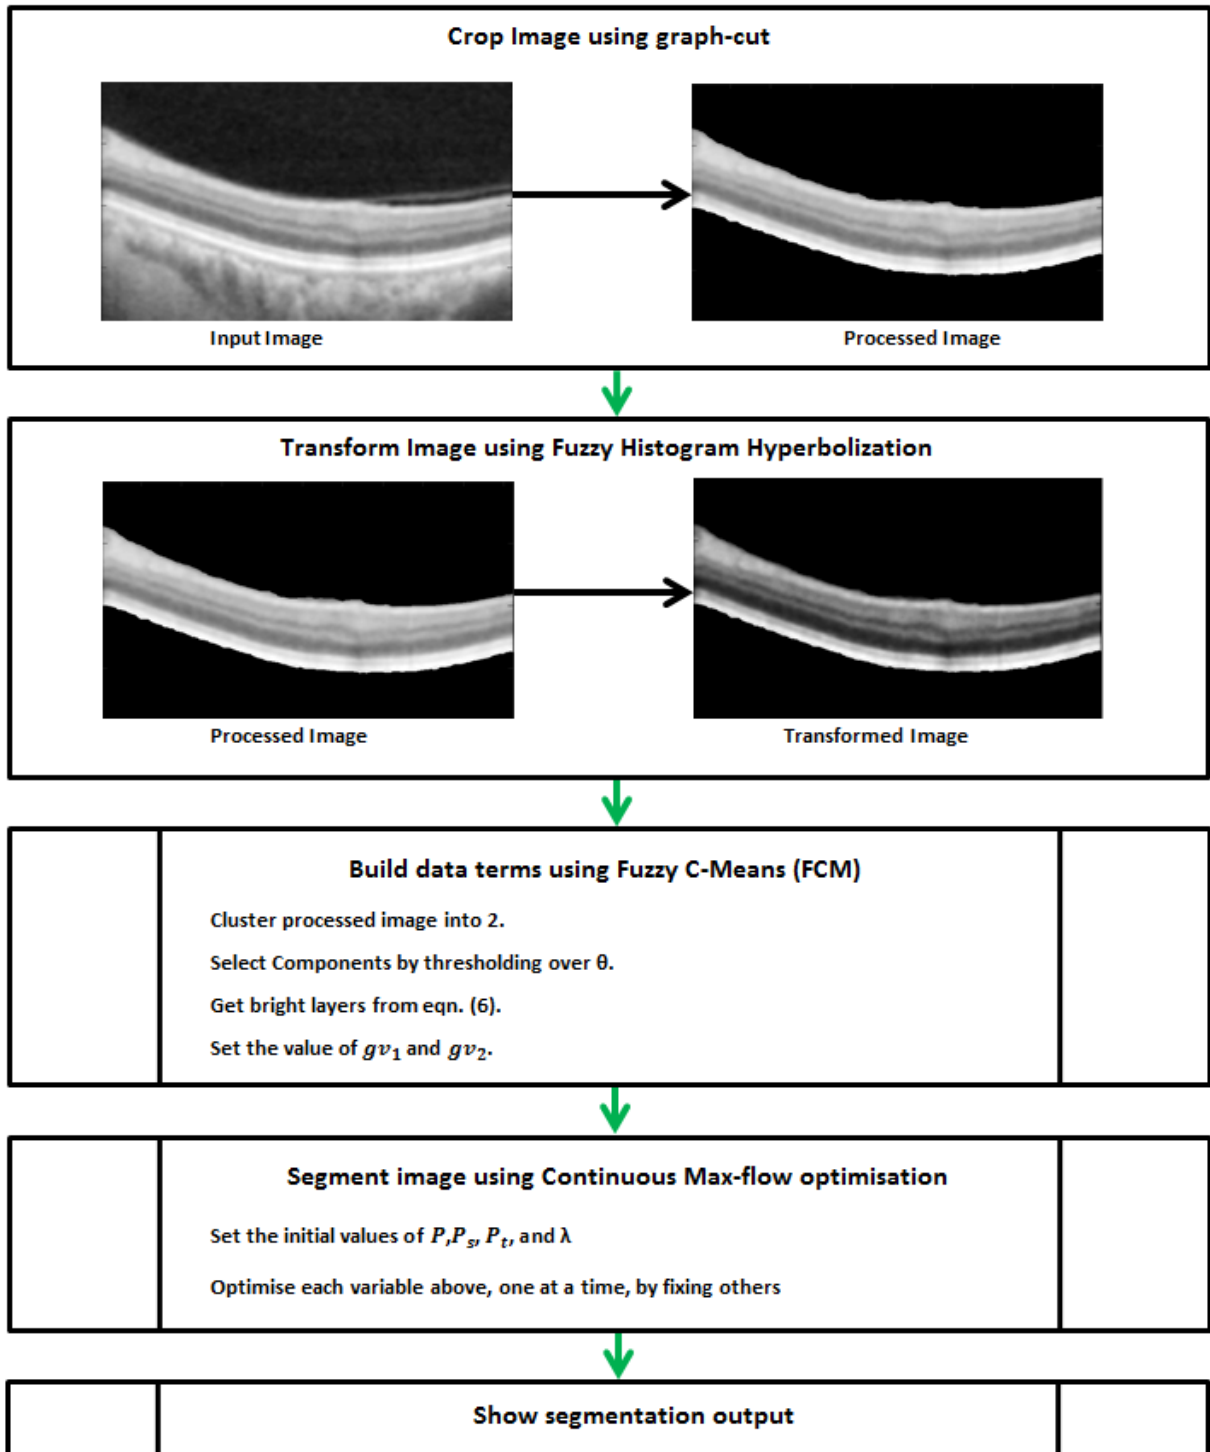 Crop Image using graph-cut
Input Image
Processed Image
Transform Image using Fuzzy Histogram Hyperbolization
Processed Image
Transformed Image
Build data terms using Fuzzy C-Means (FCM)
Cluster processed image into 2.
Select Components by thresholding over θ.
Get bright layers from eqn. (6).
Set the value of gv₁ and gv₂.
Segment image using Continuous Max-flow optimisation
Set the initial values of P,Pₛ, Pₜ, and λ
Optimise each variable above, one at a time, by fixing others
Show segmentation output